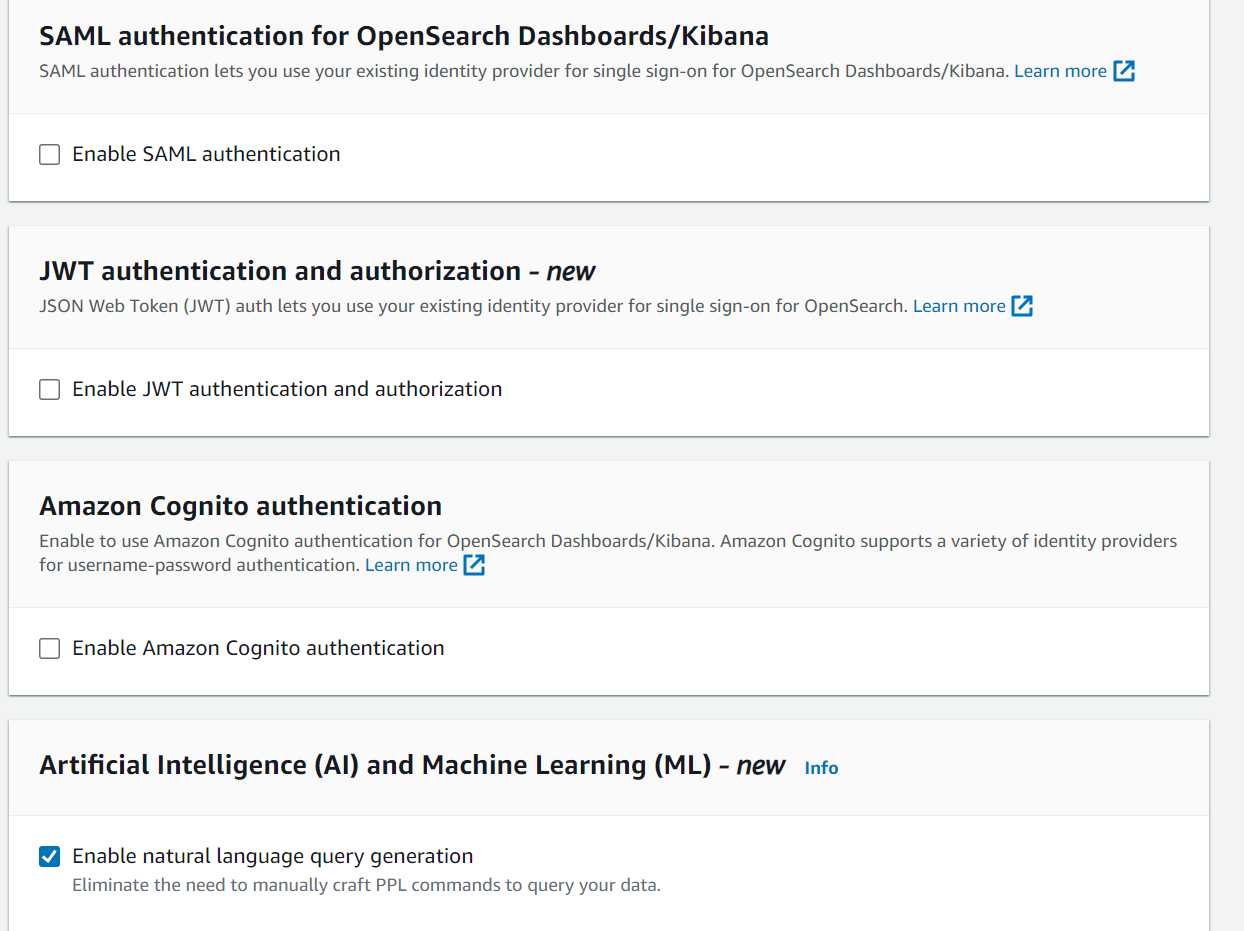 SAML authentication for OpenSearch Dashboards/Kibana
SAML authentication lets you use your existing identity provider for single sign-on for OpenSearch Dashboards/Kibana. Learn more
Enable SAML authentication
JWT authentication and authorization - new
JSON Web Token (JWT) auth lets you use your existing identity provider for single sign-on for OpenSearch. Learn more
Enable JWT authentication and authorization
Amazon Cognito authentication
Enable to use Amazon Cognito authentication for OpenSearch Dashboards/Kibana. Amazon Cognito supports a variety of identity providers
for username-password authentication. Learn more
Enable Amazon Cognito authentication
Artificial Intelligence (AI) and Machine Learning (ML) - new Info
Enable natural language query generation
Eliminate the need to manually craft PPL commands to query your data.